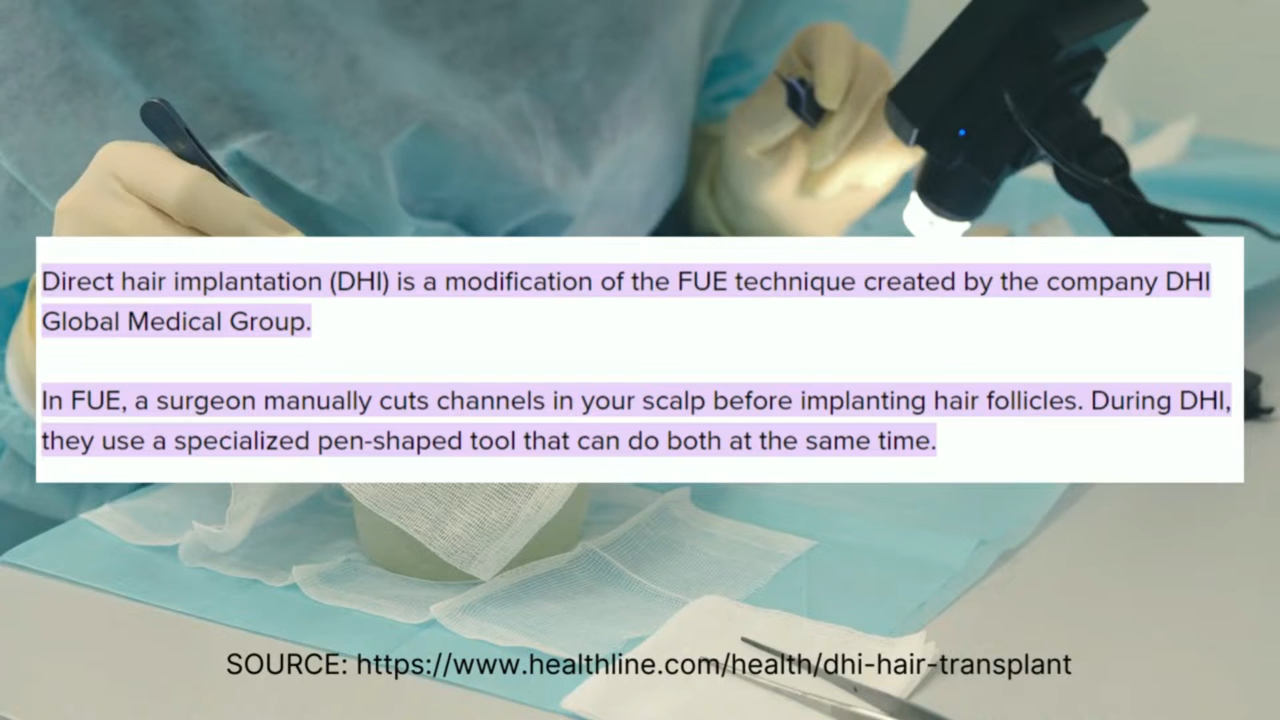 Direct hair implantation (DHI) is a modification of the FUE technique created by the company DHI
Global Medical Group.
In FUE, a surgeon manually cuts channels in your scalp before implanting hair follicles. During DHI,
they use a specialized pen-shaped tool that can do both at the same time.
SOURCE: https://www.healthline.com/health/dhi-hair-transplant